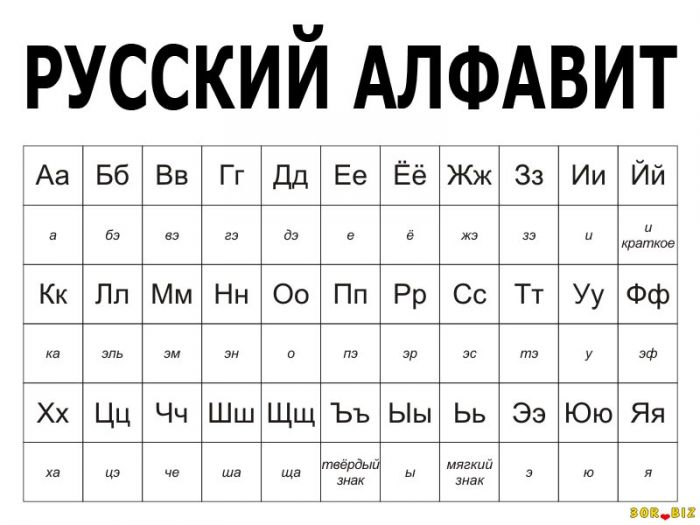 РУССКИЙ АЛФАВИТ
Аа Бб Вв Гг Дд Ее Ёё Жж Зз Ии Йй
а бэ вэ гэ дэ е ё жэ зэ и и краткое
Кк Лл Мм Нн Оо Пп Рр Сс Тт Уу Фф
ка эль эм эн о пэ эр эс тэ у эф
Хх Цц Чч Шш Щщ Ъъ Ыы Ьь Ээ Юю Яя
ха цэ че ша ща твёрдый знак ы мягкий знак э ю я
3OR BIZ